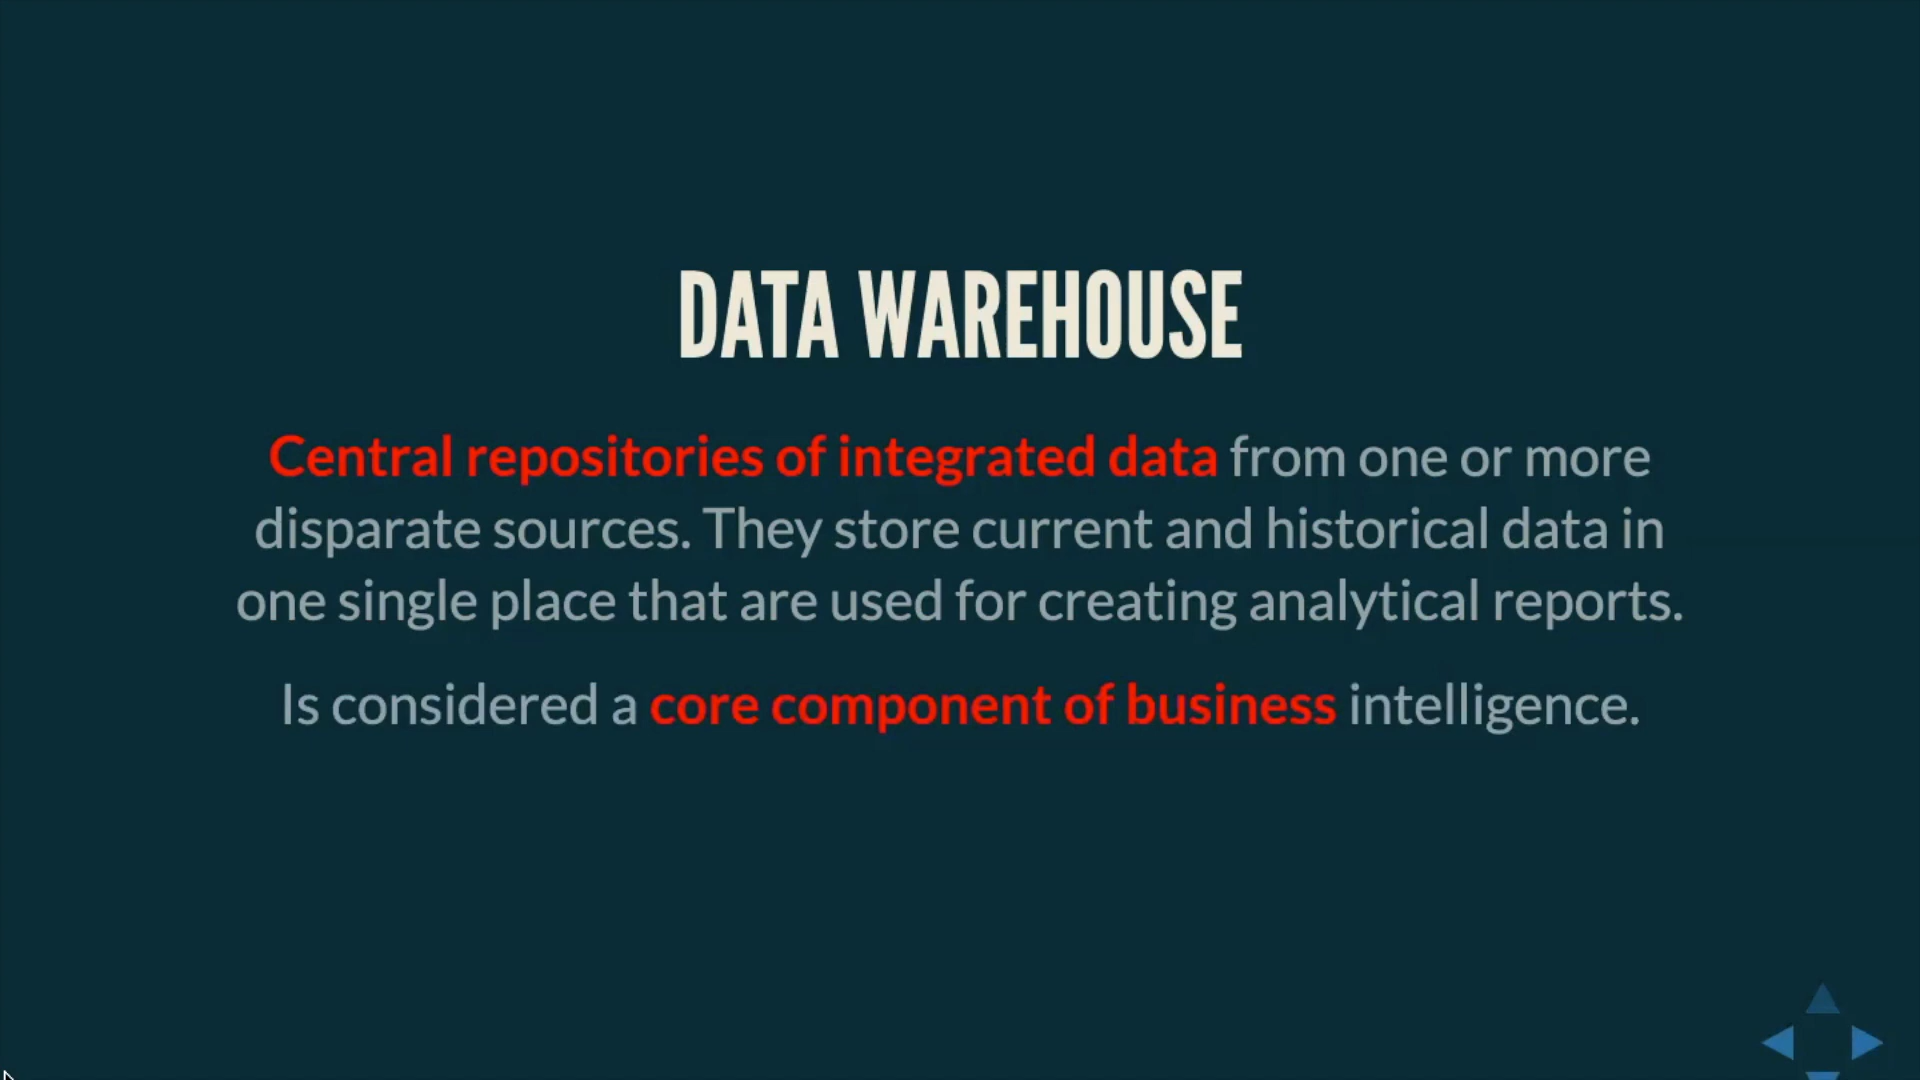 DATA WAREHOUSE
Central repositories of integrated data from one or more
disparate sources. They store current and historical data in
one single place that are used for creating analytical reports.
Is considered a core component of business intelligence.